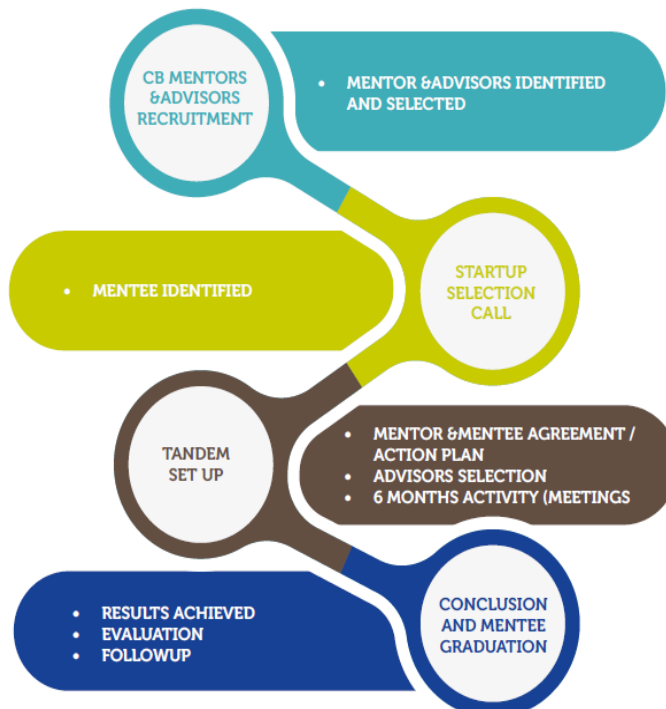 CB MENTORS
&ADVISORS
RECRUITMENT
• MENTOR &ADVISORS IDENTIFIED
AND SELECTED
• MENTEE IDENTIFIED
STARTUP
SELECTION
CALL
TANDEM
SET UP
• MENTOR &MENTEE AGREEMENT /
ACTION PLAN
• ADVISORS SELECTION
• 6 MONTHS ACTIVITY (MEETINGS
• RESULTS ACHIEVED
• EVALUATION
• FOLLOWUP
CONCLUSION
AND MENTEE
GRADUATION